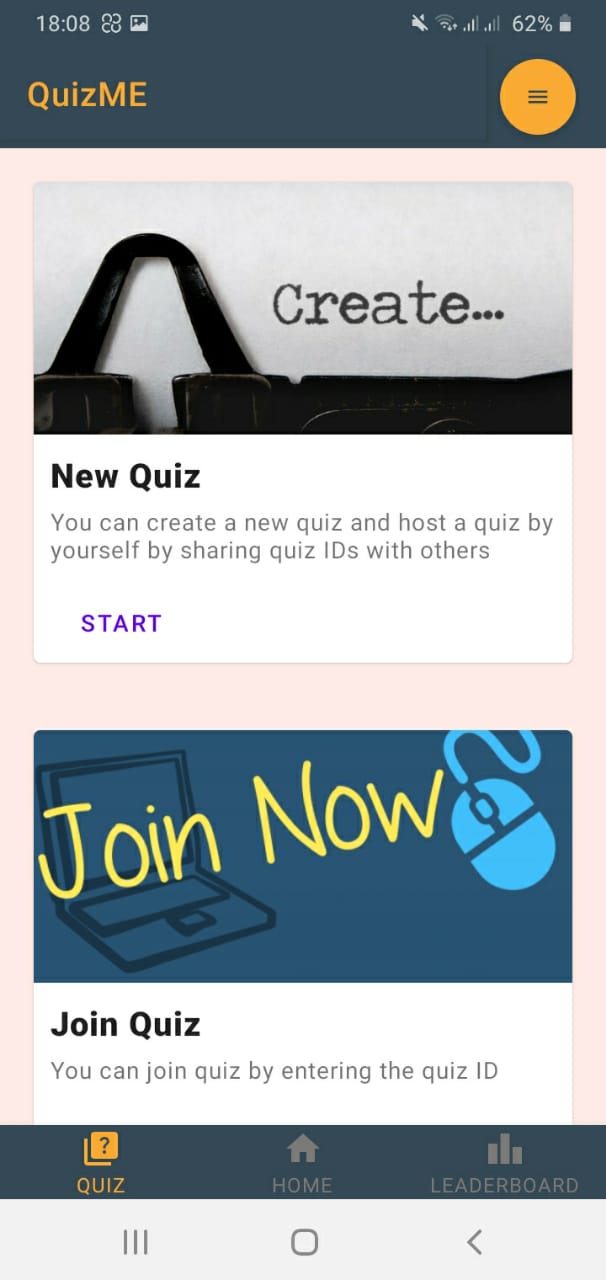 18:08 62%
QuizME
Create...
New Quiz
You can create a new quiz and host a quiz by
yourself by sharing quiz IDs with others
START
Join Now
Join Quiz
You can join quiz by entering the quiz ID
?
QUIZ HOME LEADERBOARD